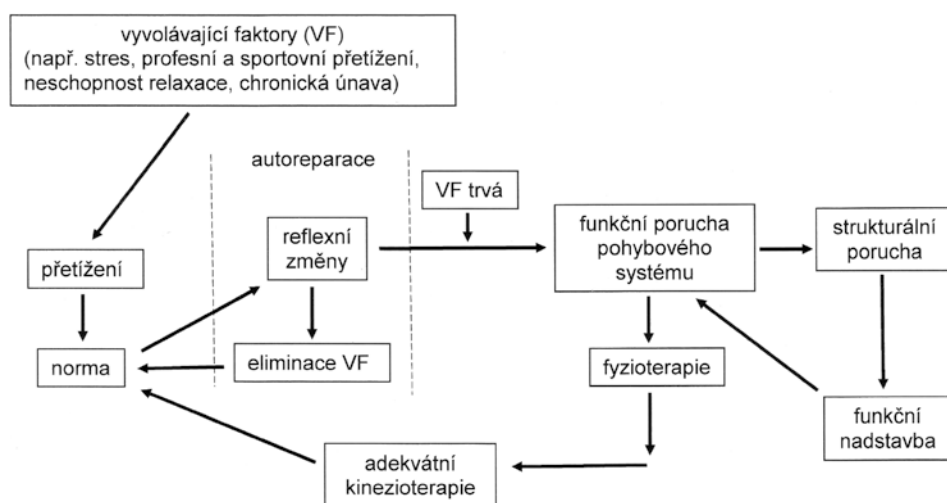 vyvolávající faktory (VF)
(např. stres, profesní a sportovní přetížení,
neschopnost relaxace, chronická únava)
autoreparace
VF trvá
reflexní
změny
funkční porucha
pohybového
systému
strukturální
porucha
přetížení
norma
eliminace VF
fyzioterapie
funkční
nadstavba
adekvátní
kinezioterapie